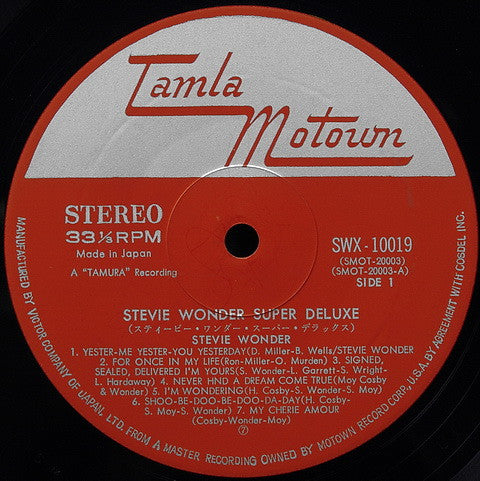 Tamla
Motown
STEREO
33⅓RPM
Made in Japan
A "TAMURA" Recording
SWX-10019
(SMOT-20003)
(SMOT-20003-A)
SIDE 1
STEVIE WONDER SUPER DELUXE
(スティービー・ワンダー・スーパー・デラックス)
STEVIE WONDER
1. YESTER-ME YESTER-YOU YESTERDAY(D. Miller-B. Wells/STEVIE WONDER
2. FOR ONCE IN MY LIFE(Ron-Miller-O. Murden) 3. SIGNED,
SEALED, DELIVERED I'M YOURS(S. Wonder-L. Garrett-S. Wright-
L. Hardaway) 4. NEVER HND A DREAM COME TRUE(Moy Cosby
& Wonder) 5. I'M WONDERING(H. Cosby-S. Wonder-S. Moy)
6. SHOO-BE-DOO-BE-DOO-DA-DAY(H. Cosby-
S. Moy-S. Wonder) 7. MY CHERIE AMOUR
(Cosby-Wonder-Moy)
⑦
MANUFACTURED BY VICTOR COMPANY OF JAPAN, LTD. FROM A MASTER RECORDING OWNED BY MOTOWN RECORD CORP., U.S.A. BY AGREEMENT WITH COSDEL INC.